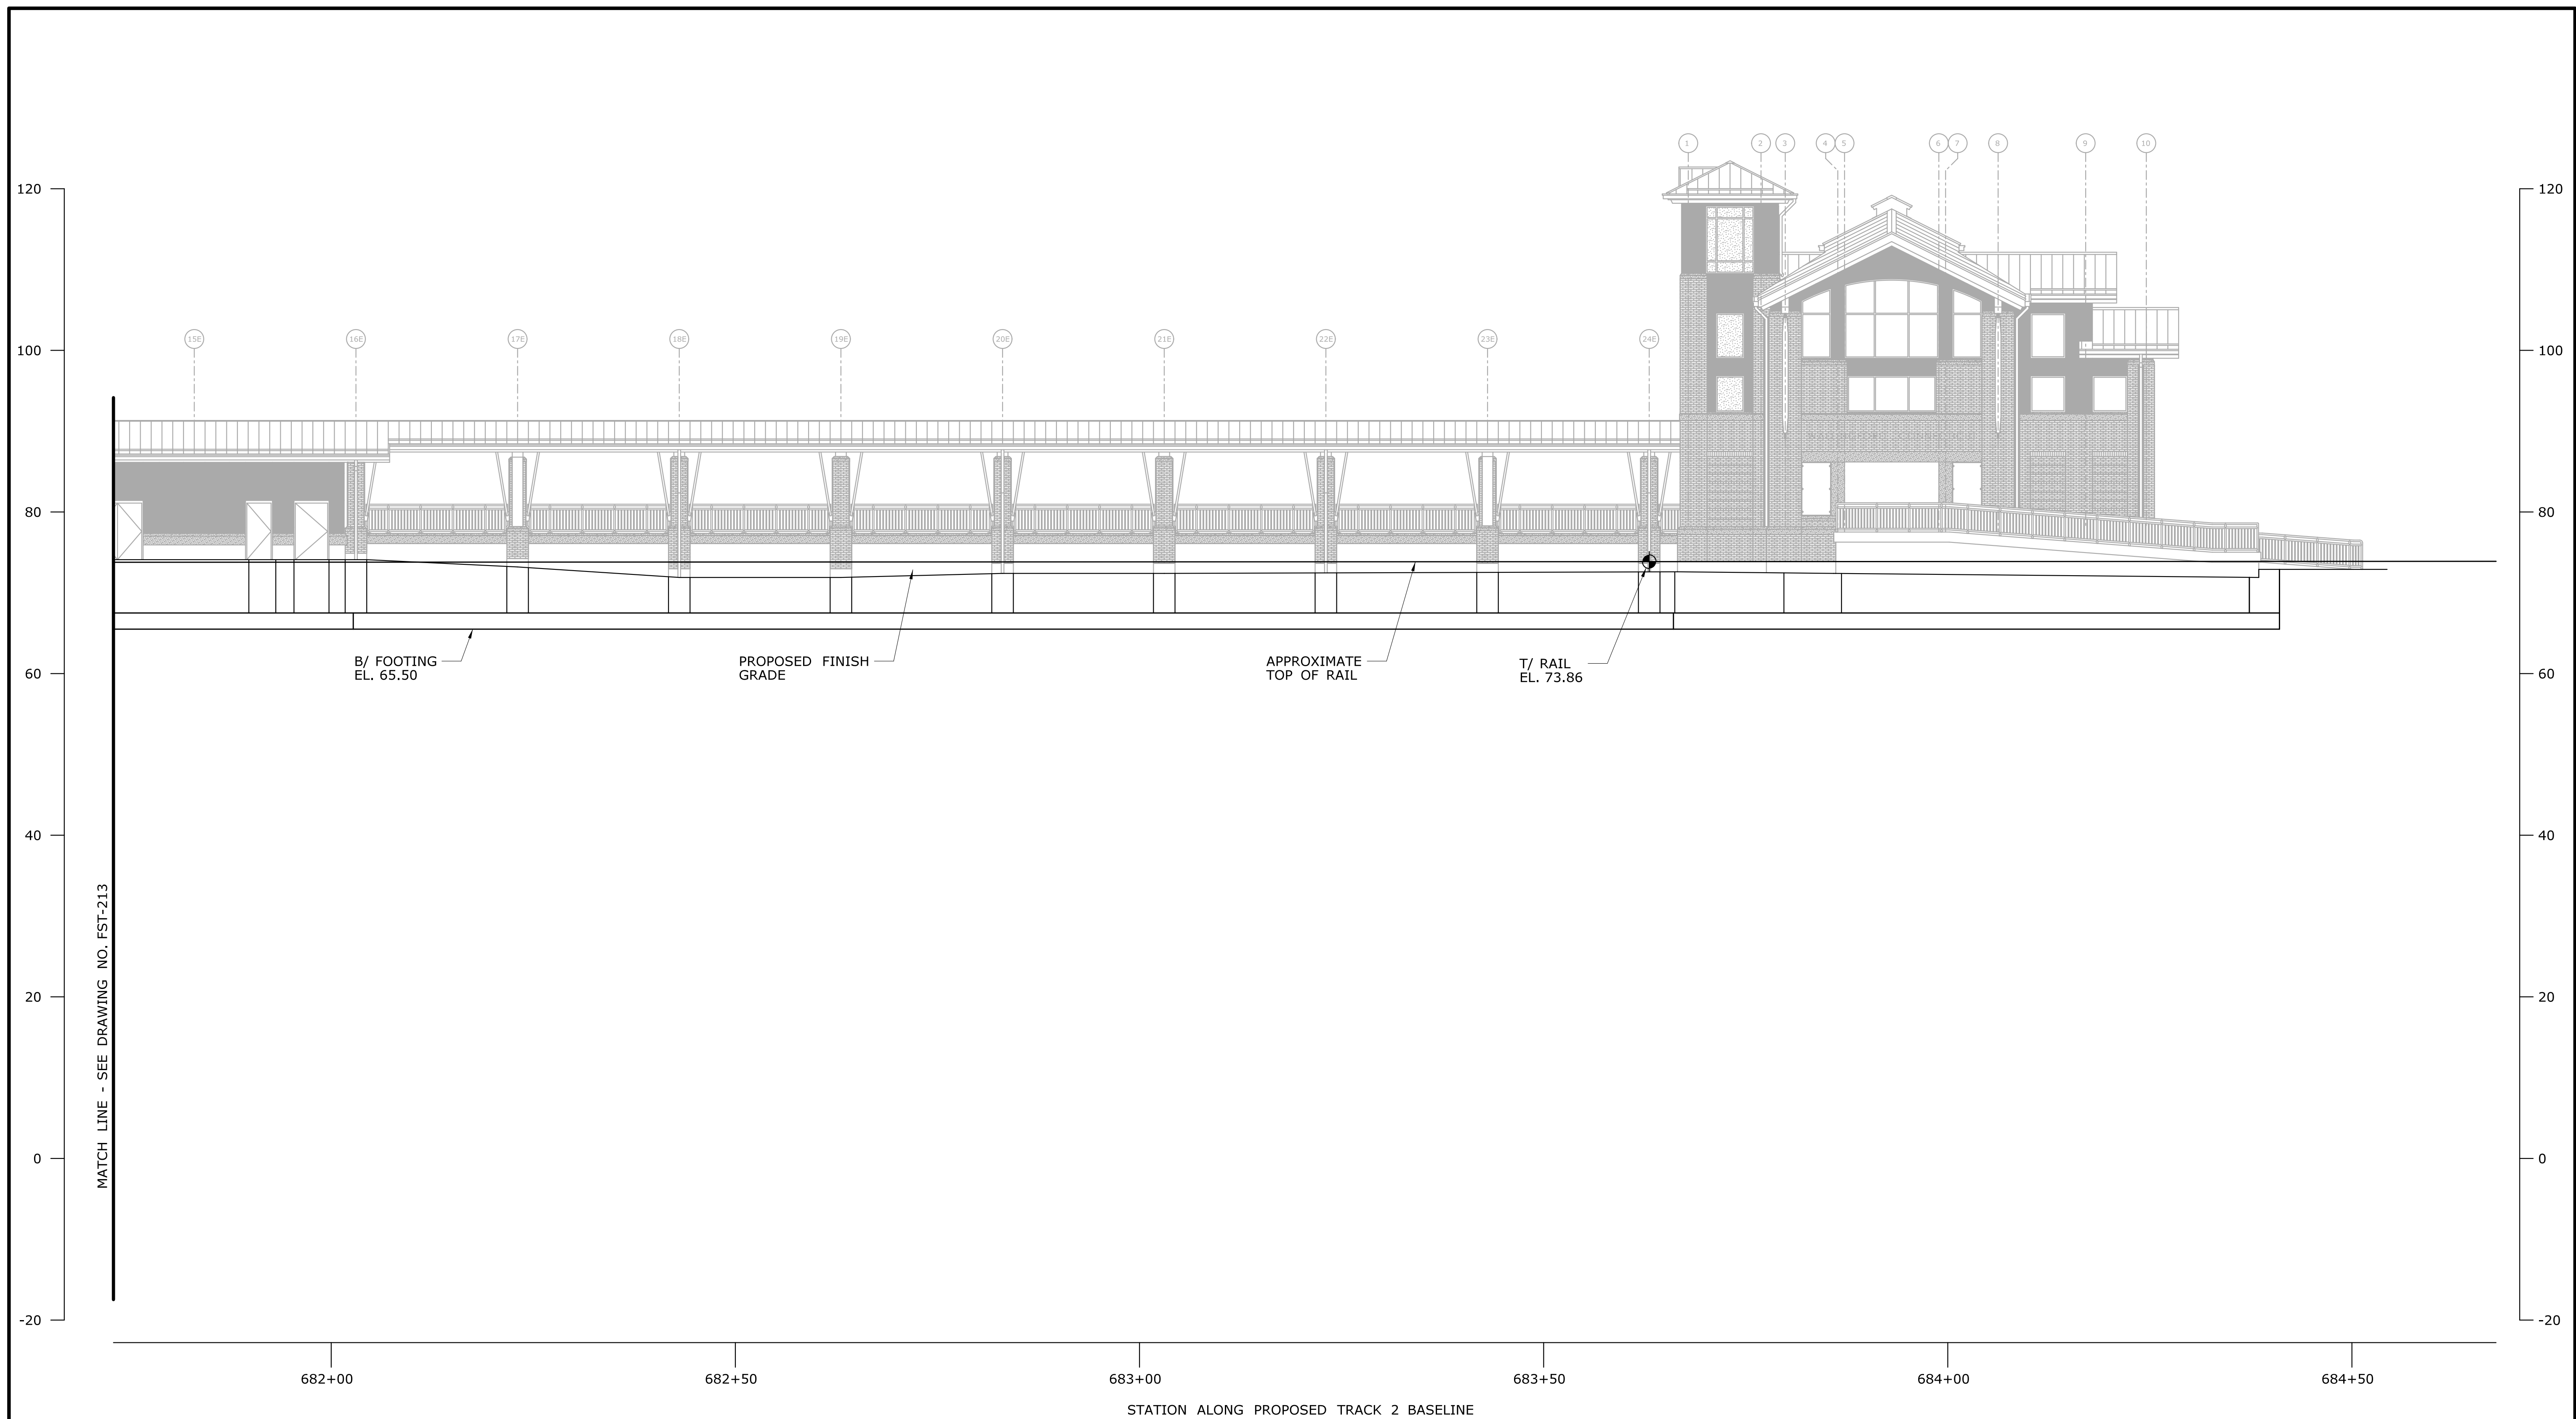 1 2 3 4 5 6 7 8 9 10
120 120
15E 16E 17E 18E 19E 20E 21E 22E 23E 24E
100 100
80 80
B/ FOOTING
EL. 65.50
PROPOSED FINISH
GRADE
APPROXIMATE
TOP OF RAIL
T/ RAIL
EL. 73.86
60 60
40 40
20 20
0 0
-20 -20
MATCH LINE - SEE DRAWING NO. FST-213
682+00 682+50 683+00 683+50 684+00 684+50
STATION ALONG PROPOSED TRACK 2 BASELINE